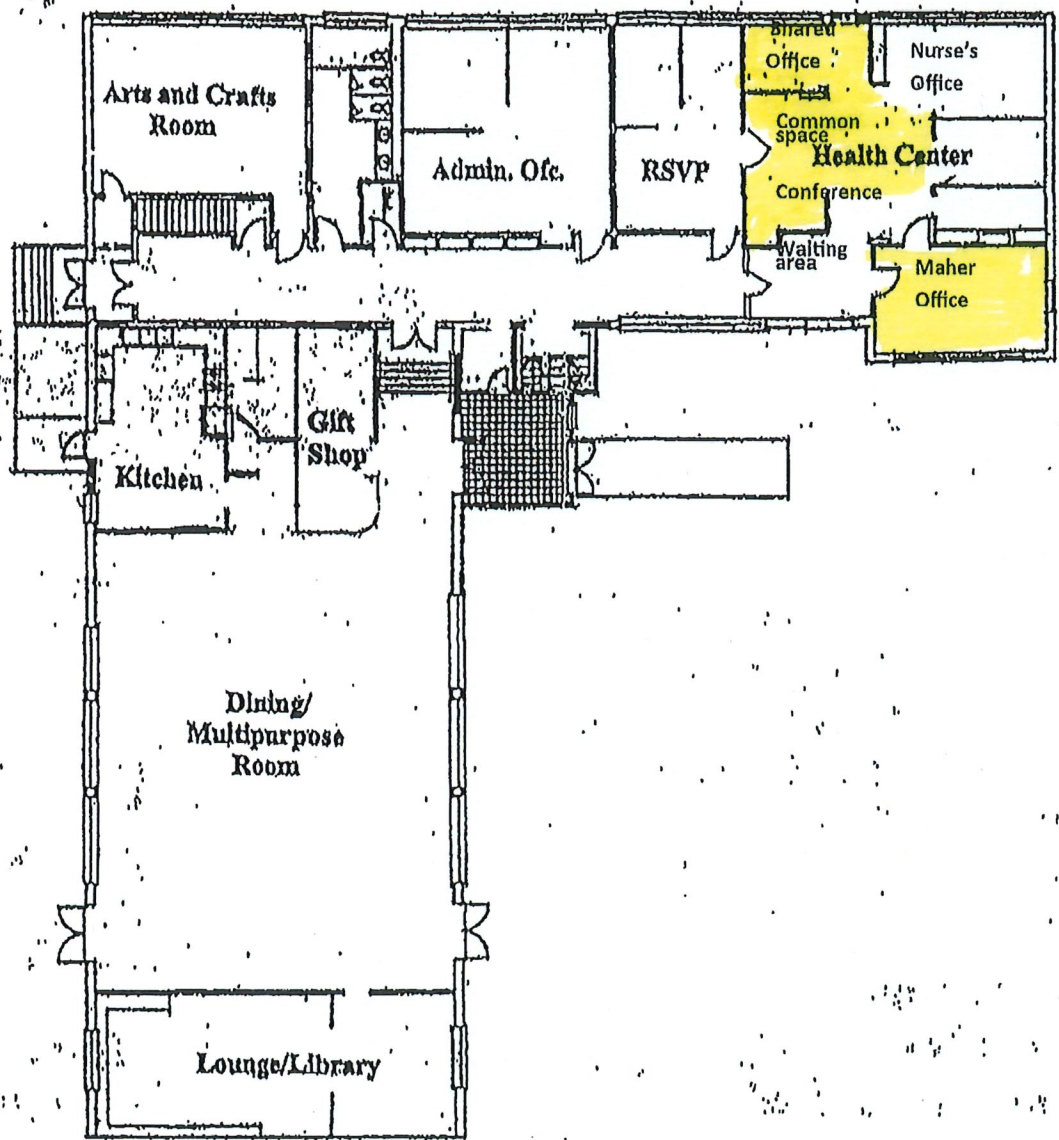 Arts and Crafts
Room
Admin. Ofc.
RSVP
Shared
Office
Nurse's
Office
Common
space
Health Center
Conference
Waiting
area
Maher
Office
Kitchen
Gift
Shop
Dining/
Multipurpose
Room
Lounge/Library